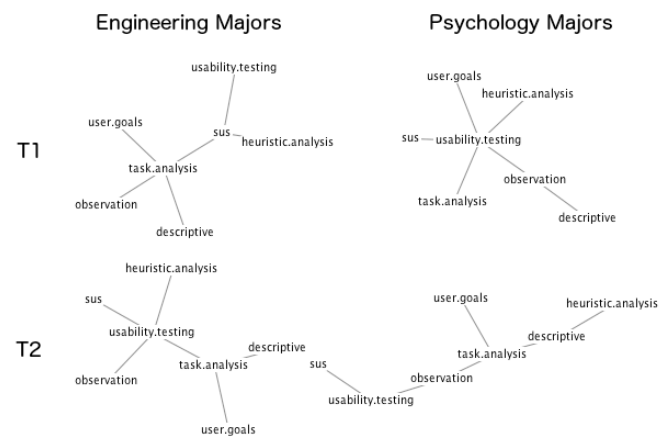 Engineering Majors
Psychology Majors
T1
usability.testing
user.goals
sus
heuristic.analysis
task.analysis
observation
descriptive
user.goals
heuristic.analysis
sus
usability.testing
observation
task.analysis
descriptive
T2
heuristic.analysis
sus
usability.testing
descriptive
task.analysis
observation
user.goals
user.goals
heuristic.analysis
descriptive
task.analysis
sus
observation
usability.testing